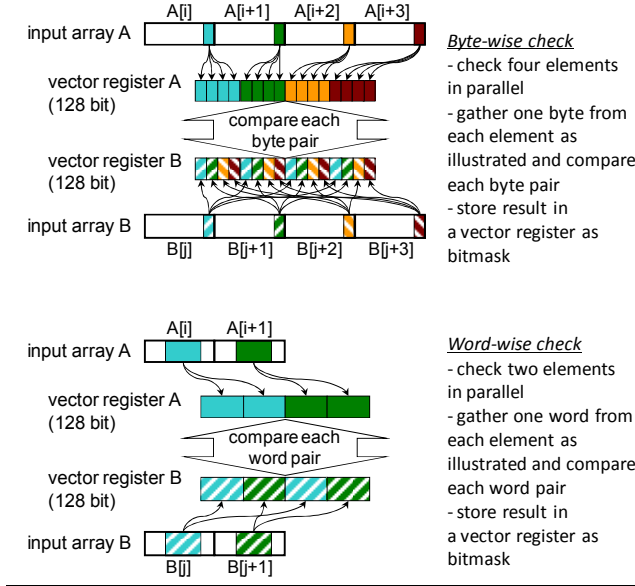 A[i] A[i+1] A[i+2] A[i+3]
input array A
vector register A
(128 bit)
compare each
byte pair
vector register B
(128 bit)
input array B
B[j] B[j+1] B[j+2] B[j+3]
Byte-wise check
- check four elements
in parallel
- gather one byte from
each element as
illustrated and compare
each byte pair
- store result in
a vector register as
bitmask
A[i] A[i+1]
input array A
vector register A
(128 bit)
compare each
word pair
vector register B
(128 bit)
input array B
B[j] B[j+1]
Word-wise check
- check two elements
in parallel
- gather one word from
each element as
illustrated and compare
each word pair
- store result in
a vector register as
bitmask